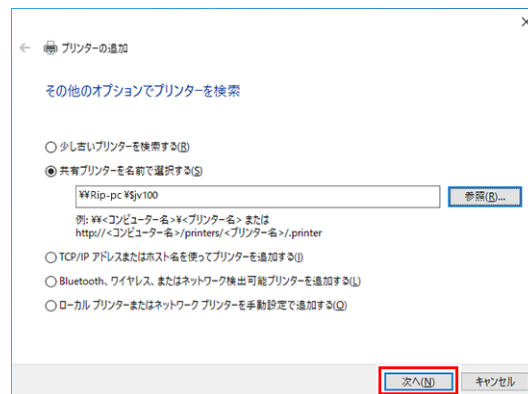 プリンターの追加
その他のオプションでプリンターを検索
少し古いプリンターを検索する(R)
共有プリンターを名前で選択する(S)
¥¥Rip-pc ¥$jv100
参照(R)...
例: ¥¥<コンピューター名>¥<プリンター名> または
http://<コンピューター名>/printers/<プリンター名>/.printer
TCP/IP アドレスまたはホスト名を使ってプリンターを追加する(I)
Bluetooth、ワイヤレス、またはネットワーク検出可能プリンターを追加する(L)
ローカル プリンターまたはネットワーク プリンターを手動設定で追加する(O)
次へ(N)
キャンセル